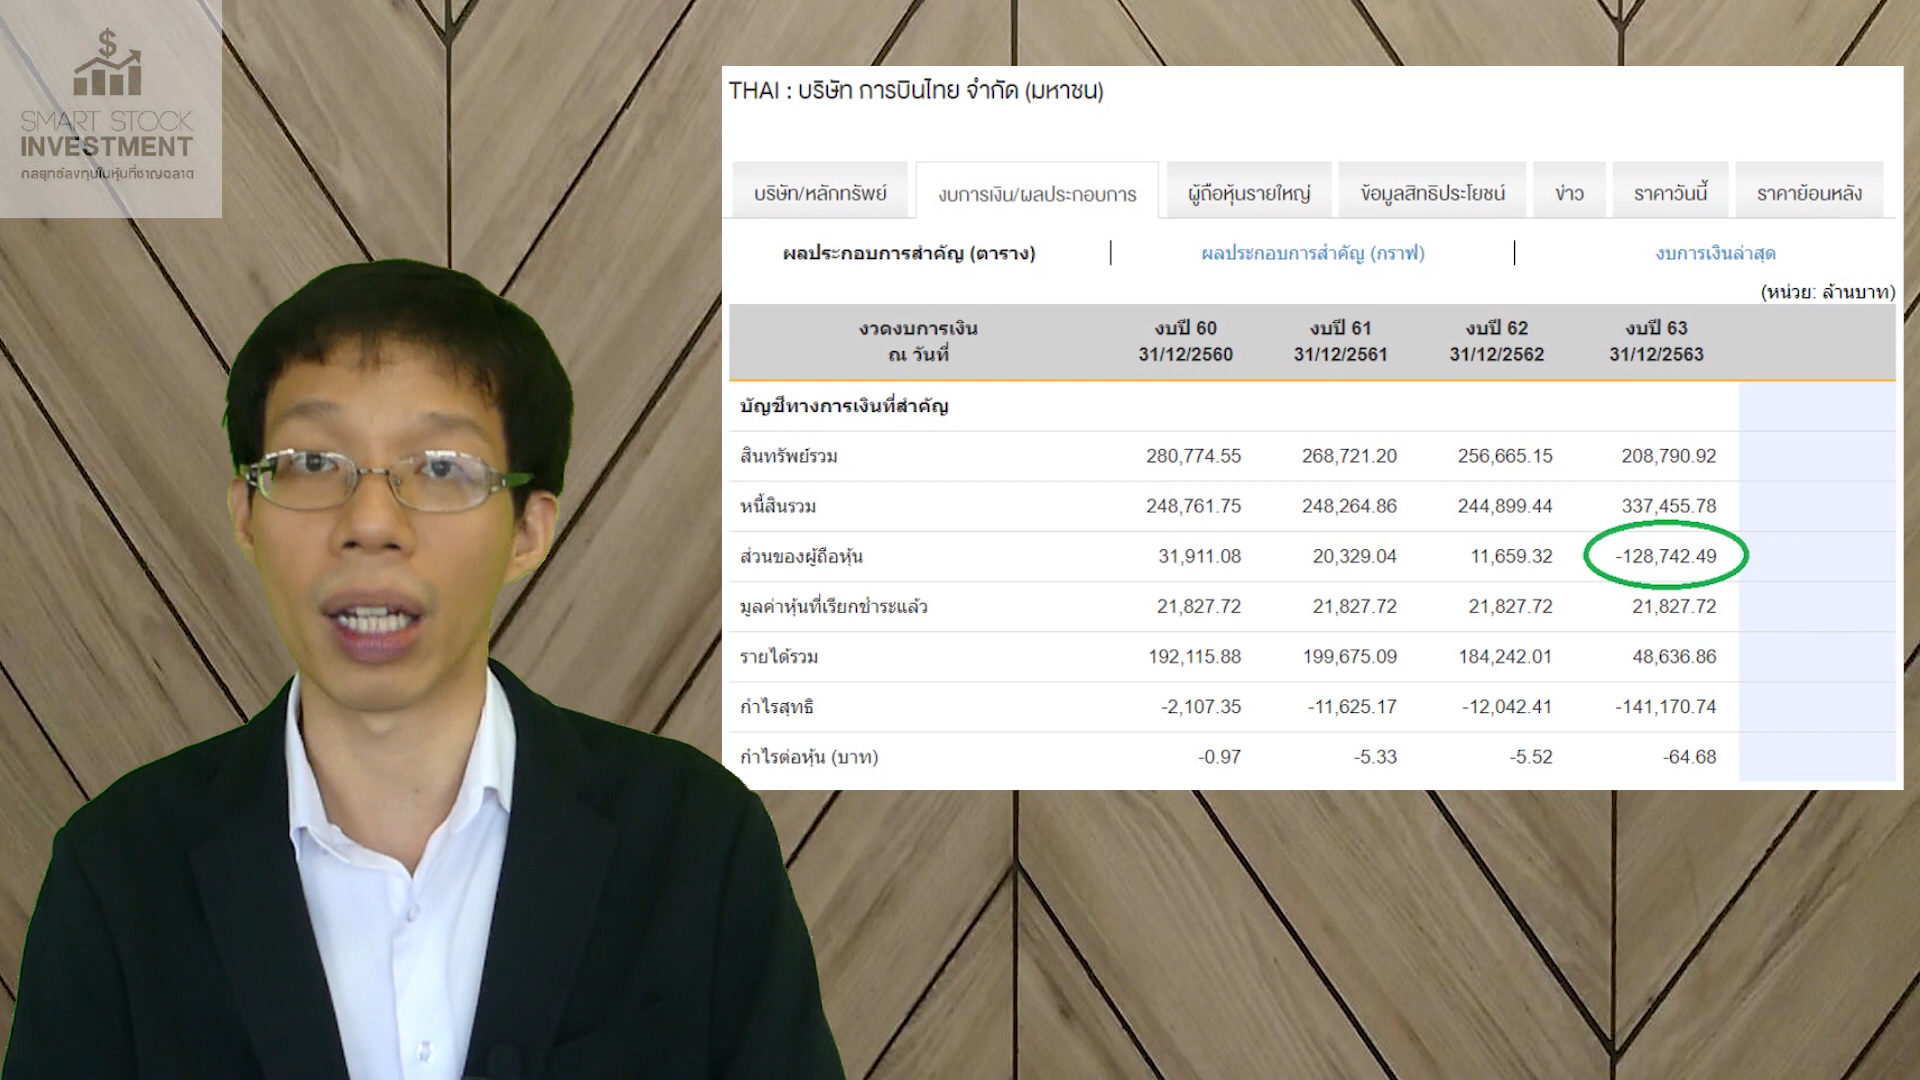 $
SMART STOCK
INVESTMENT
กลยุทธ์ลงทุนในหุ้นที่ชาญฉลาด
THAI : บริษัท การบินไทย จำกัด (มหาชน)
บริษัท/หลักทรัพย์ งบการเงิน/ผลประกอบการ ผู้ถือหุ้นรายใหญ่ ข้อมูลสิทธิประโยชน์ ข่าว ราคาวันนี้ ราคาย้อนหลัง
ผลประกอบการสำคัญ (ตาราง) | ผลประกอบการสำคัญ (กราฟ) | งบการเงินล่าสุด
(หน่วย: ล้านบาท)
งวดงบการเงิน งบปี 60 งบปี 61 งบปี 62 งบปี 63
ณ วันที่ 31/12/2560 31/12/2561 31/12/2562 31/12/2563
บัญชีทางการเงินที่สำคัญ
สินทรัพย์รวม 280,774.55 268,721.20 256,665.15 208,790.92
หนี้สินรวม 248,761.75 248,264.86 244,899.44 337,455.78
ส่วนของผู้ถือหุ้น 31,911.08 20,329.04 11,659.32 -128,742.49
มูลค่าหุ้นที่เรียกชำระแล้ว 21,827.72 21,827.72 21,827.72 21,827.72
รายได้รวม 192,115.88 199,675.09 184,242.01 48,636.86
กำไรสุทธิ -2,107.35 -11,625.17 -12,042.41 -141,170.74
กำไรต่อหุ้น (บาท) -0.97 -5.33 -5.52 -64.68